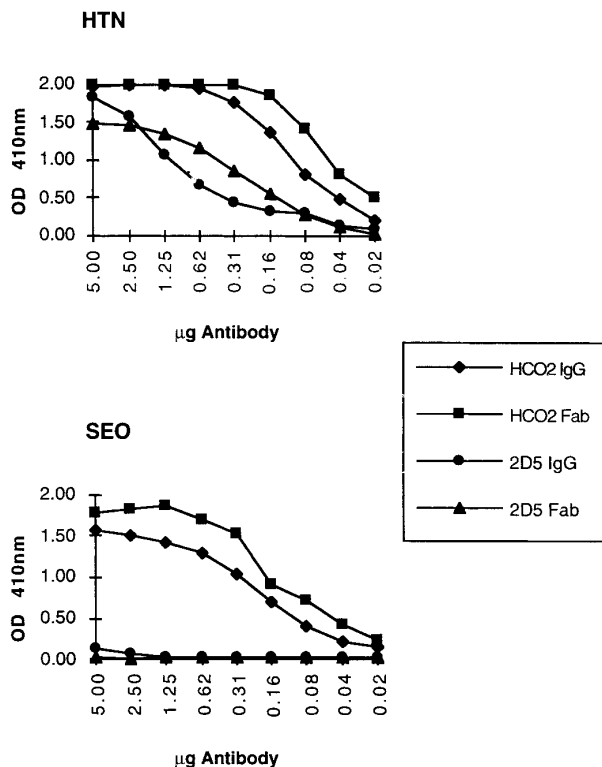 HTN
2.00
1.50
1.00
0.50
0.00
OD 410nm
5.00
2.50
1.25
0.62
0.31
0.16
0.08
0.04
0.02
µg Antibody
HCO2 IgG
HCO2 Fab
2D5 IgG
2D5 Fab
SEO
2.00
1.50
1.00
0.50
0.00
OD 410nm
5.00
2.50
1.25
0.62
0.31
0.16
0.08
0.04
0.02
µg Antibody